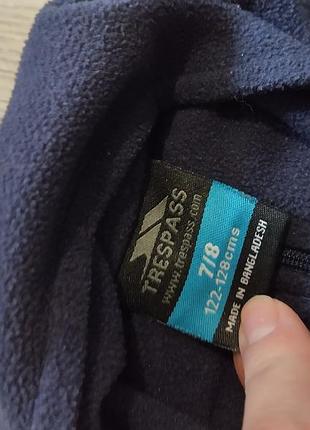 TRESPASS
www.trespass.com
7/8
122-128cms
MADE IN BANGLADESH